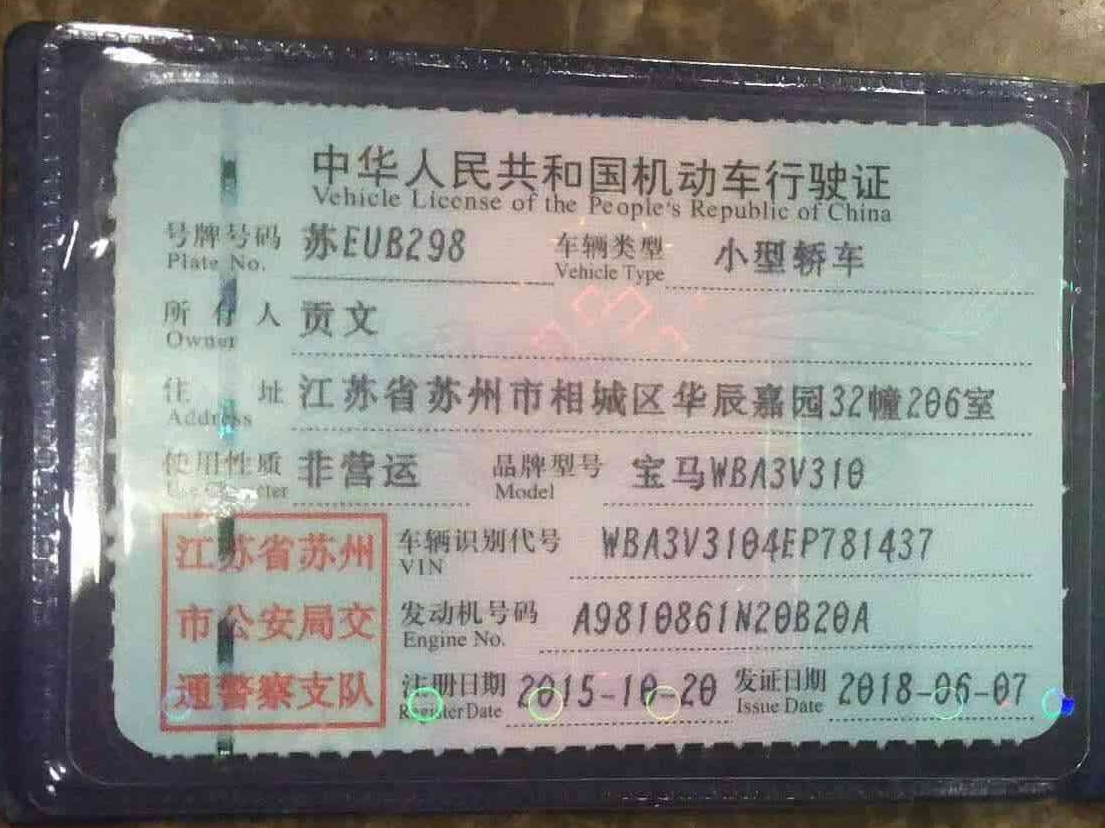 中华人民共和国机动车行驶证
Vehicle License of the People's Republic of China
号牌号码 苏EUB298 车辆类型 小型轿车
Plate No. Vehicle Type
所有人 贡文
Owner
住址 江苏省苏州市相城区华辰嘉园32幢206室
Address
使用性质 非营运 品牌型号 宝马WBA3V310
Use Character Model
江苏省苏州
市公安局交
通警察支队
车辆识别代号 WBA3V3104EP781437
VIN
发动机号码 A9810861N20B20A
Engine No.
注册日期 2015-10-20 发证日期 2018-06-07
Register Date Issue Date